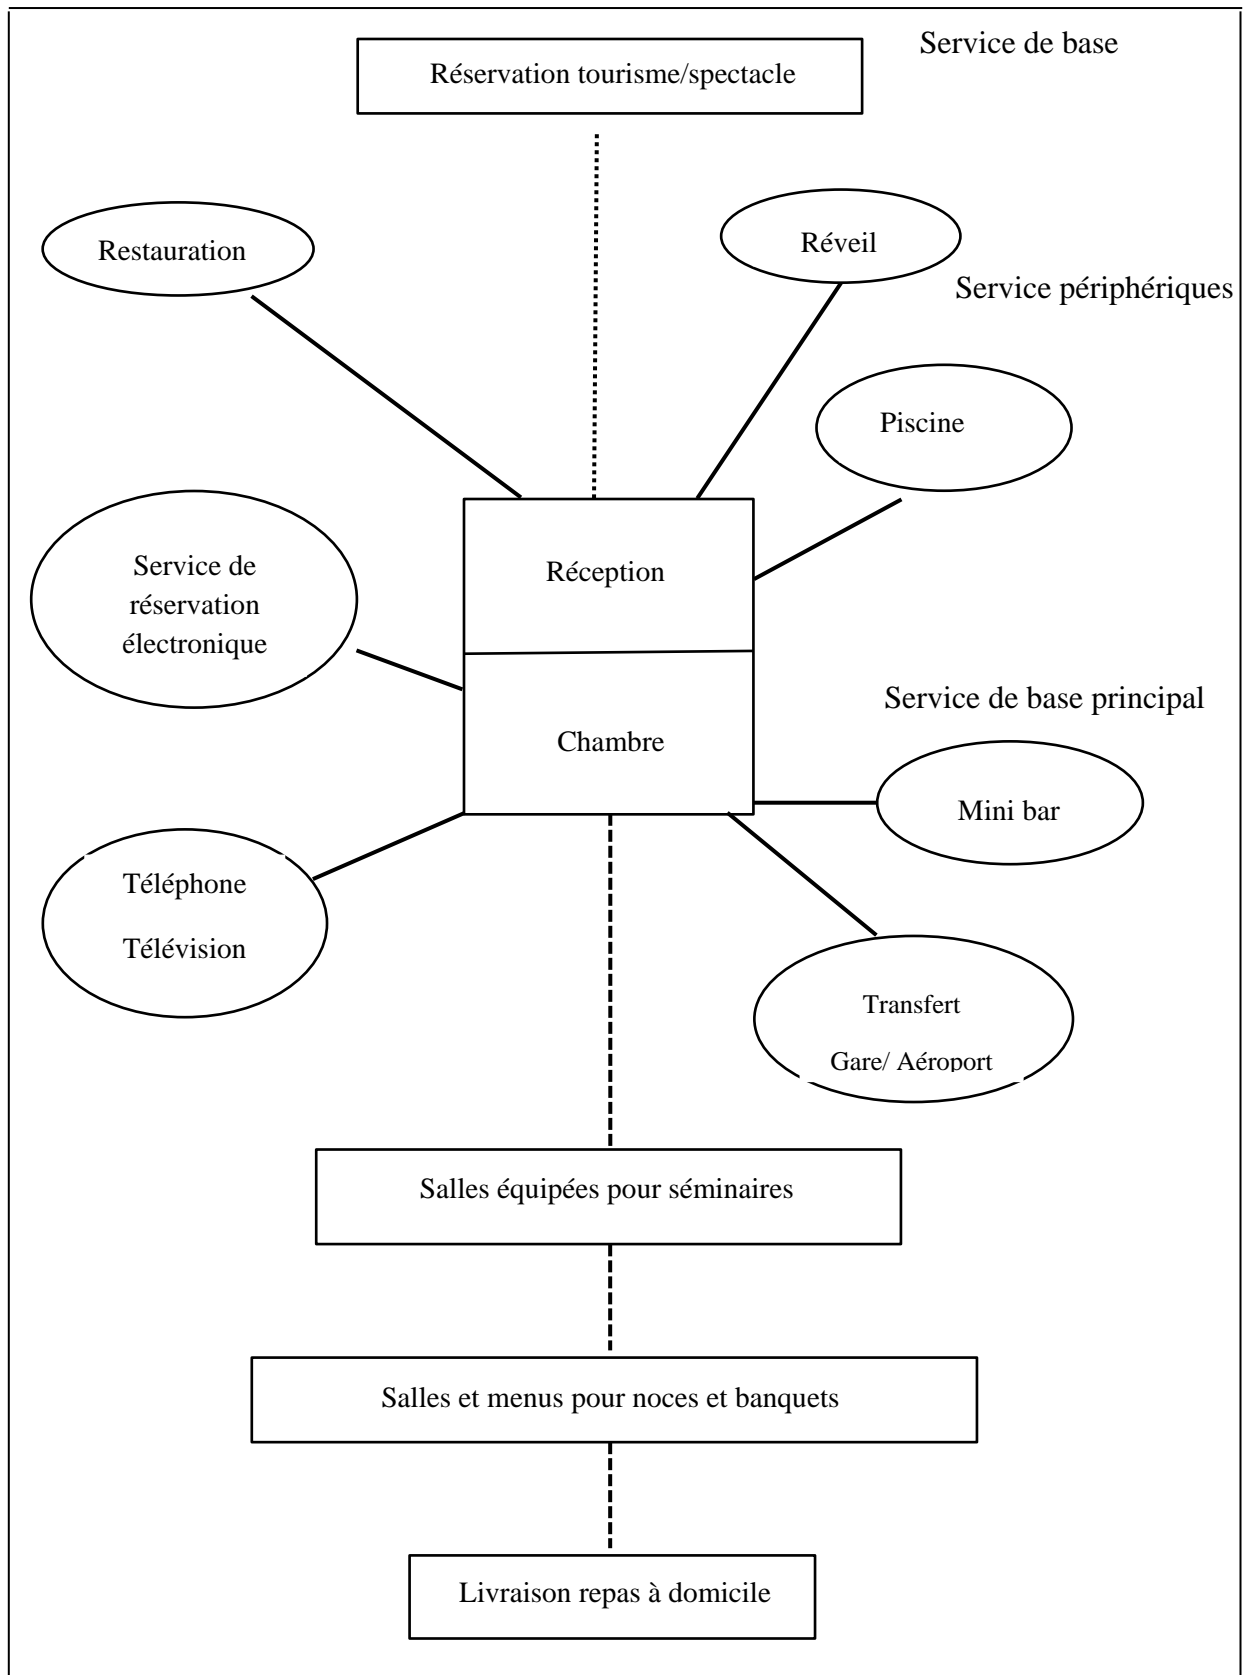 Service de base
Réservation tourisme/spectacle
Restauration
Réveil
Service périphériques
Piscine
Service de
réservation
électronique
Réception
Service de base principal
Chambre
Mini bar
Téléphone
Télévision
Transfert
Gare/ Aéroport
Salles équipées pour séminaires
Salles et menus pour noces et banquets
Livraison repas à domicile